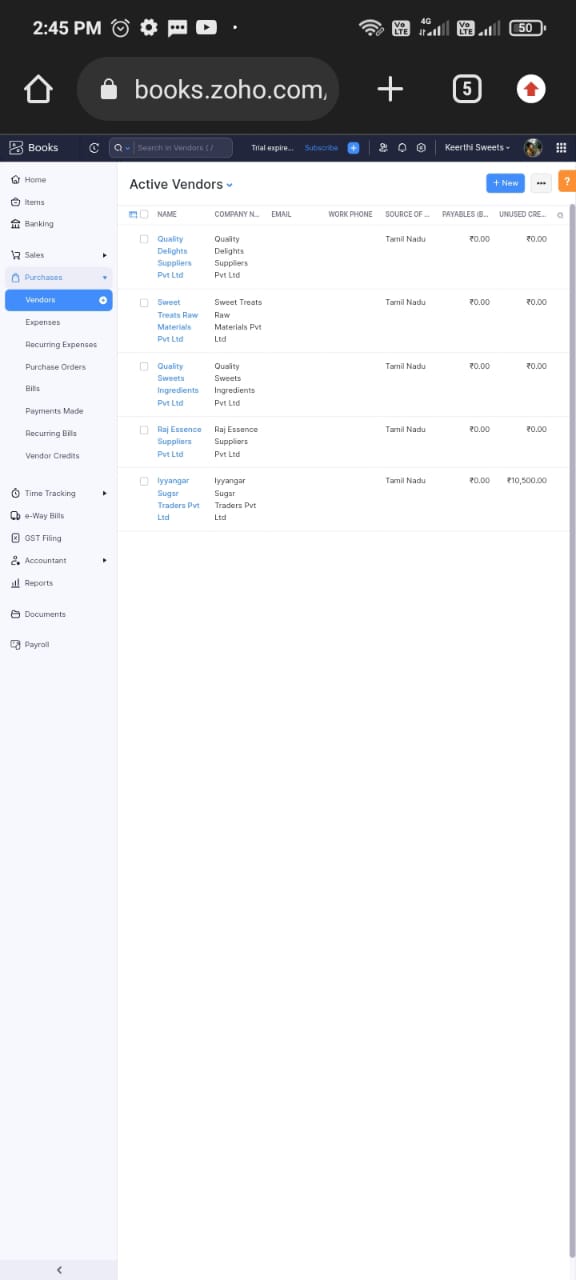 2:45 PM
Vo LTE 4G Vo LTE 50
books.zoho.com/
5
Books
Search in Vendors ( /
Trial expire...
Subscribe
Keerthi Sweets
Home
Items
Banking
Sales
Purchases
Vendors
Expenses
Recurring Expenses
Purchase Orders
Bills
Payments Made
Recurring Bills
Vendor Credits
Time Tracking
e-Way Bills
GST Filing
Accountant
Reports
Documents
Payroll
Active Vendors
+ New
?
NAME COMPANY N... EMAIL WORK PHONE SOURCE OF ... PAYABLES (B... UNUSED CRE...
Quality Quality Tamil Nadu ₹0.00 ₹0.00
Delights Delights
Suppliers Suppliers
Pvt Ltd Pvt Ltd
Sweet Sweet Treats Tamil Nadu ₹0.00 ₹0.00
Treats Raw Raw
Materials Materials Pvt
Pvt Ltd Ltd
Quality Quality Tamil Nadu ₹0.00 ₹0.00
Sweets Sweets
Ingredients Ingredients
Pvt Ltd Pvt Ltd
Raj Essence Raj Essence Tamil Nadu ₹0.00 ₹0.00
Suppliers Suppliers
Pvt Ltd Pvt Ltd
Iyyangar Iyyangar Tamil Nadu ₹0.00 ₹10,500.00
Sugsr Sugsr
Traders Pvt Traders Pvt
Ltd Ltd